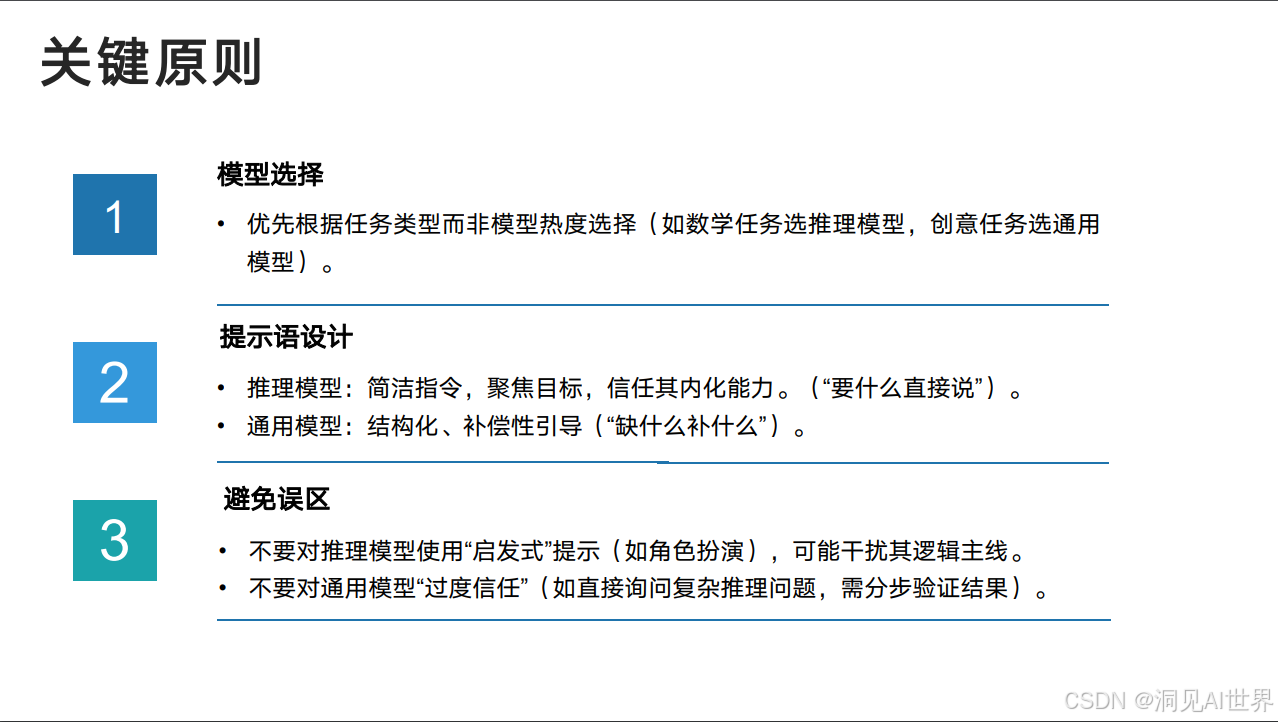 关键原则
1
模型选择
• 优先根据任务类型而非模型热度选择（如数学任务选推理模型，创意任务选通用
模型）。
2
提示语设计
• 推理模型：简洁指令，聚焦目标，信任其内化能力。（“要什么直接说”）。
• 通用模型：结构化、补偿性引导（“缺什么补什么”）。
3
避免误区
• 不要对推理模型使用“启发式”提示（如角色扮演），可能干扰其逻辑主线。
• 不要对通用模型“过度信任”（如直接询问复杂推理问题，需分步验证结果）。
CSDN @洞见AI世界